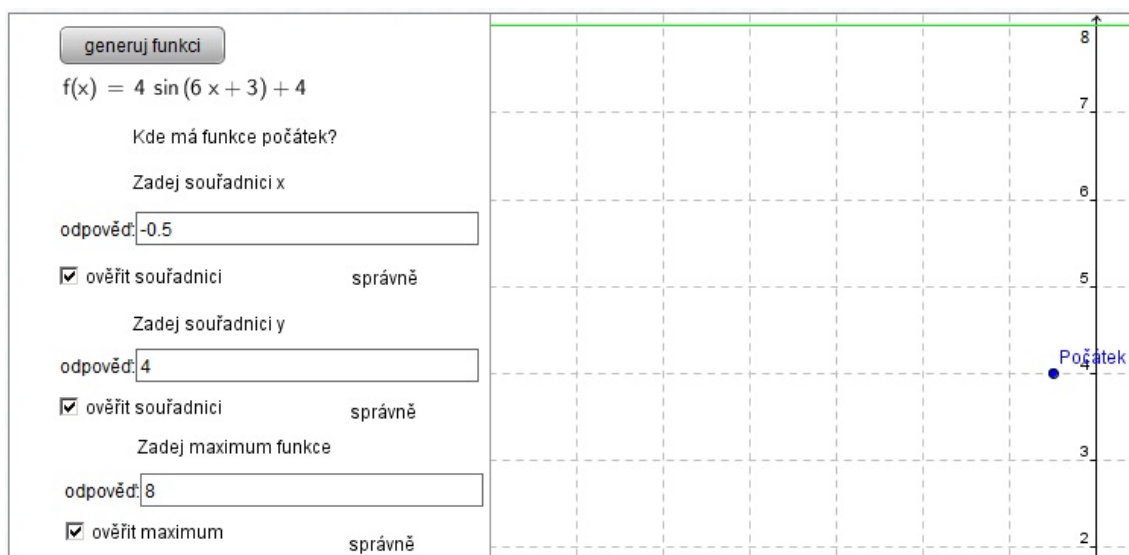 generuj funkci
f(x) = 4 sin (6 x + 3) + 4
Kde má funkce počátek?
Zadej souřadnici x
odpověď: -0.5
ověřit souřadnici správně
Zadej souřadnici y
odpověď: 4
ověřit souřadnici správně
Zadej maximum funkce
odpověď: 8
ověřit maximum správně
8
7
6
5
Počátek
4
3
2